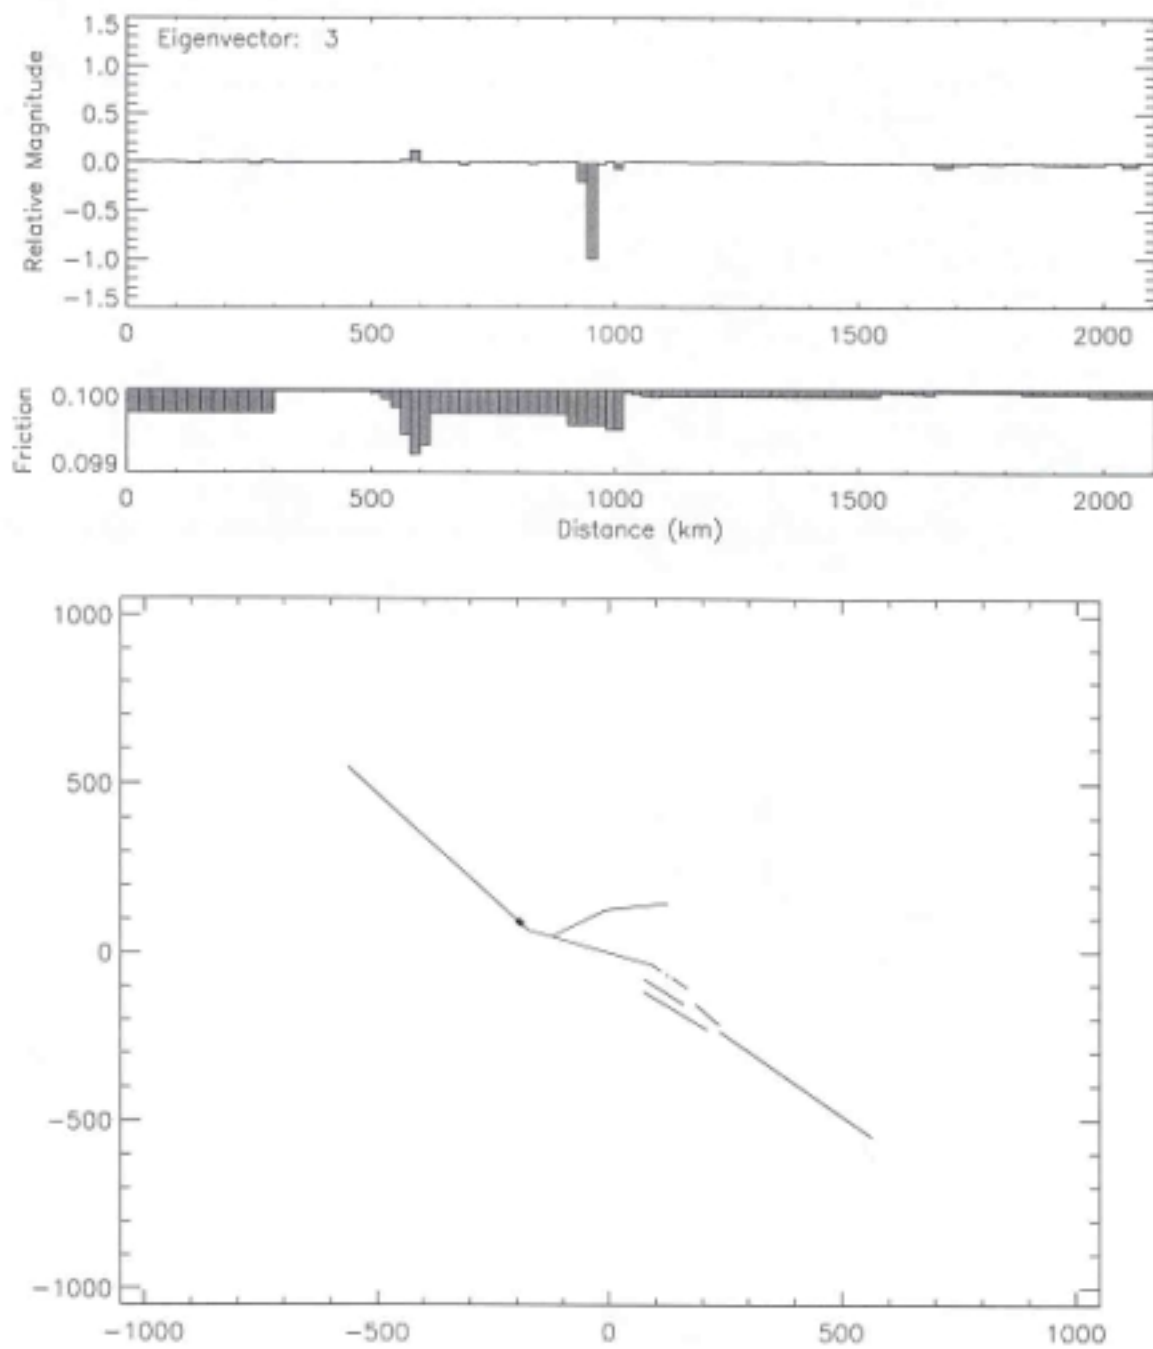 1.5
Eigenvector: 3
1.0
0.5
0.0
−0.5
−1.0
−1.5
Relative Magnitude
0 500 1000 1500 2000
0.100
0.099
Friction
0 500 1000 1500 2000
Distance (km)
1000
500
0
−500
−1000
−1000 −500 0 500 1000